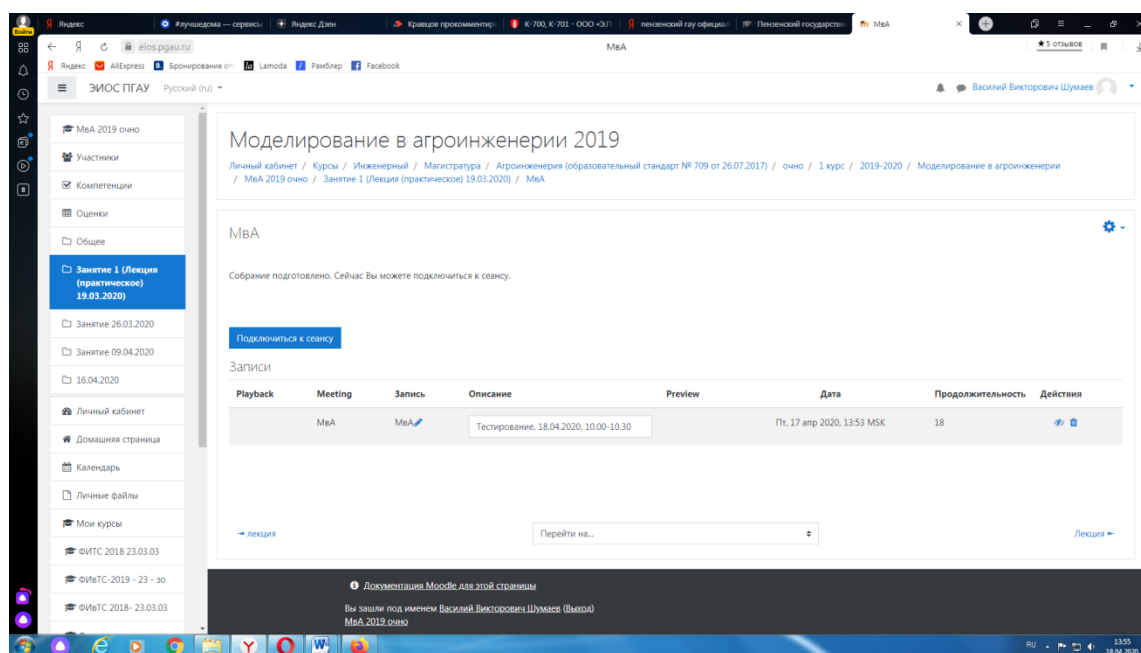 Войти
Яндекс
#лучшедома — сервисы
Яндекс Дзен
Кравцов прокомментир
К-700, К-701 - ООО «ЭЛ
пензенский гау официал
Пензенский государстве
МвА
eios.pgau.ru
МвА
★ 5 отзывов
Яндекс
AliExpress
Бронирование от
Lamoda
Рамблер
Facebook
ЭИОС ПГАУ
Русский (ru)
Василий Викторович Шумаев
МвА 2019 очно
Участники
Компетенции
Оценки
Общее
Занятие 1 (Лекция
(практическое)
19.03.2020)
Занятие 26.03.2020
Занятие 09.04.2020
16.04.2020
Личный кабинет
Домашняя страница
Календарь
Личные файлы
Мои курсы
ФИТС 2018 23.03.03
ФИвТС-2019 - 23 - зо
ФИвТС 2018- 23.03.03
Моделирование в агроинженерии 2019
Личный кабинет / Курсы / Инженерный / Магистратура / Агроинженерия (образовательный стандарт № 709 от 26.07.2017) / очно / 1 курс / 2019-2020 / Моделирование в агроинженерии
/ МвА 2019 очно / Занятие 1 (Лекция (практическое) 19.03.2020) / МвА
МвА
Собрание подготовлено. Сейчас Вы можете подключиться к сеансу.
Подключиться к сеансу
Записи
Playback Meeting Запись Описание Preview Дата Продолжительность Действия
МвА МвА Тестирование, 18.04.2020, 10.00-10.30 Пт, 17 апр 2020, 13:53 MSK 18
◄ лекция
Перейти на...
Лекция ►
Документация Moodle для этой страницы
Вы зашли под именем Василий Викторович Шумаев (Выход)
МвА 2019 очно
RU
13:55
18.04.2020